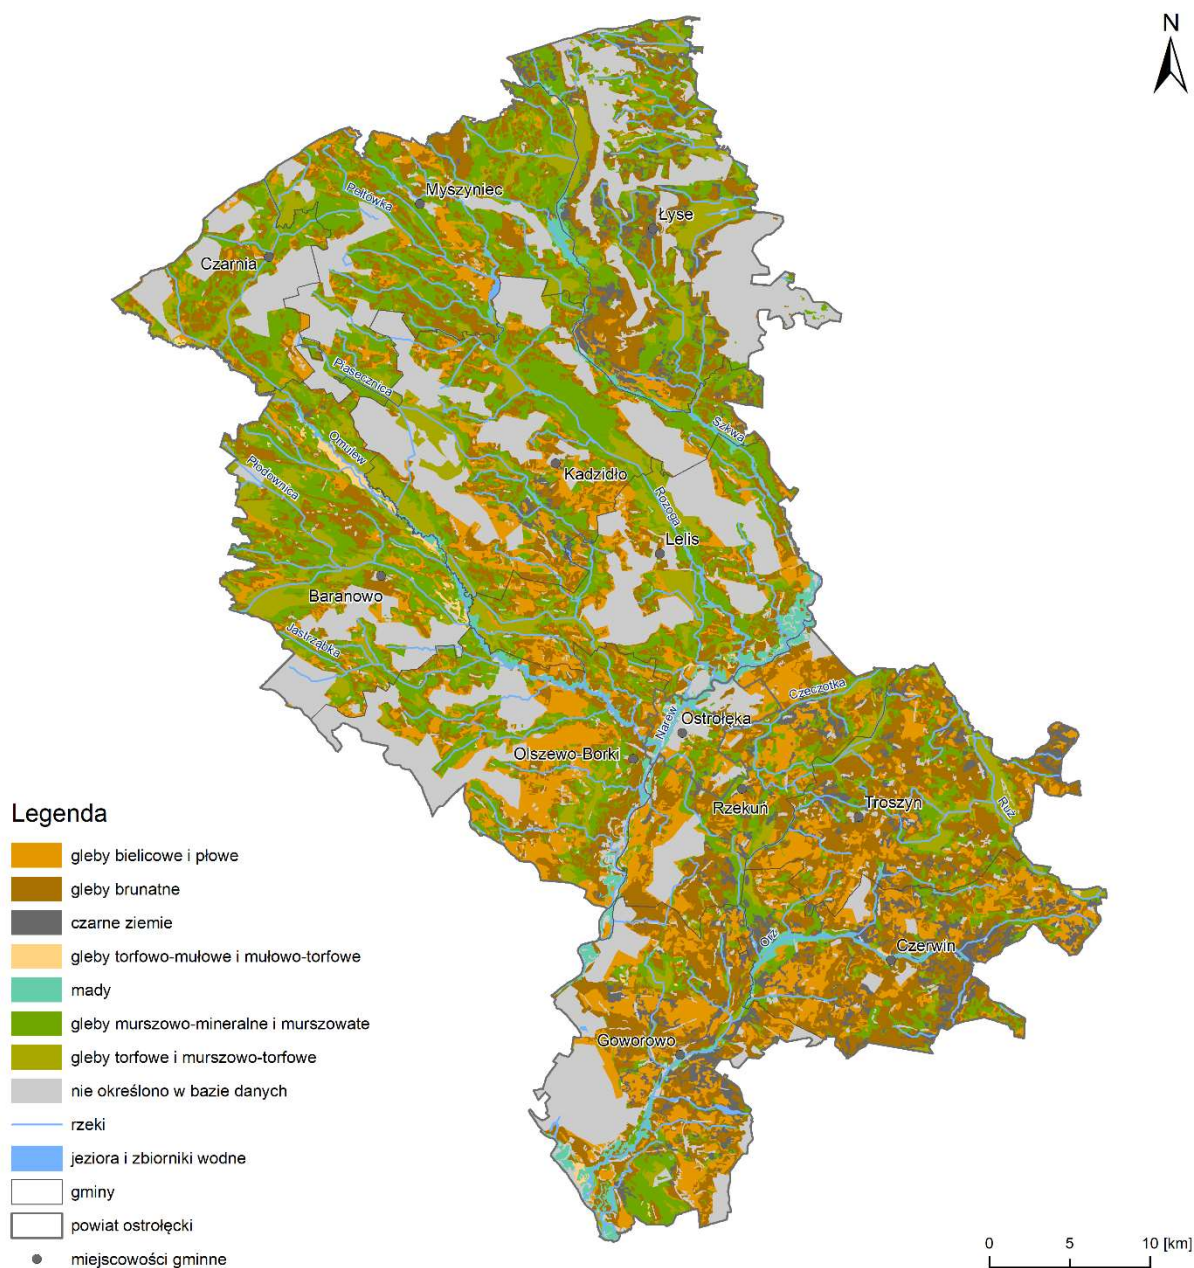 N
Myszyniec
Pełtówka
Łyse
Czarnia
Piasecznica
Szkwa
Omulew
Płodownica
Kadzidło
Rozoga
Lelis
Baranowo
Jastrząbka
Czeczotka
Narew
Ostrołęka
Olszewo-Borki
Rzekuń
Troszyn
Ruż
Orz
Czerwin
Goworowo
Legenda
gleby bielicowe i płowe
gleby brunatne
czarne ziemie
gleby torfowo-mułowe i mułowo-torfowe
mady
gleby murszowo-mineralne i murszowate
gleby torfowe i murszowo-torfowe
nie określono w bazie danych
rzeki
jeziora i zbiorniki wodne
gminy
powiat ostrołęcki
miejscowości gminne
0 5 10 [km]